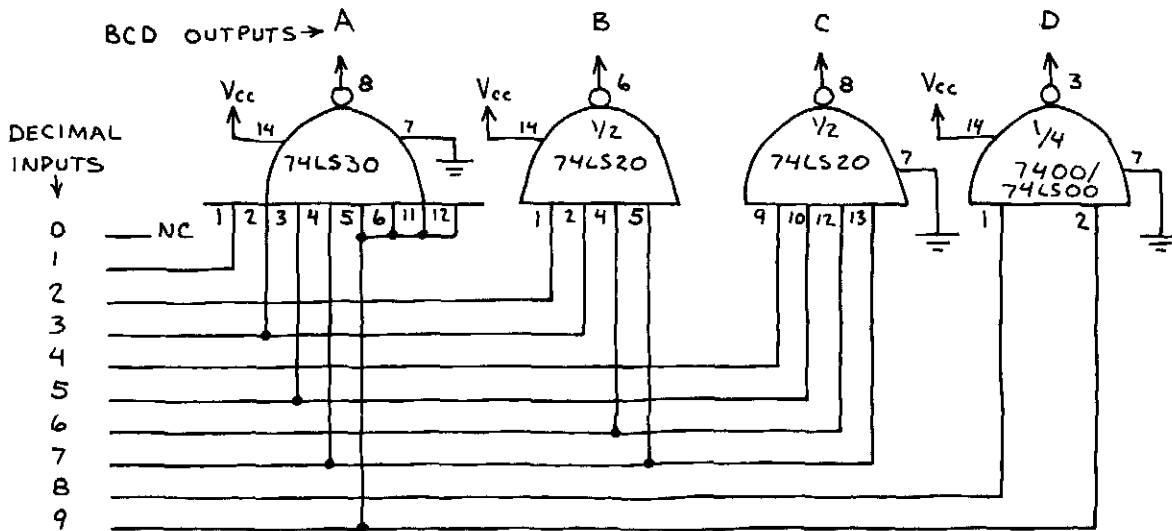 BCD OUTPUTS → A B C D
8 6 8 3
Vcc Vcc Vcc
14 7 14 1/2 1/2 14 1/4 7
DECIMAL
INPUTS
74LS30 74LS20 74LS20 7 7400/
74LS00
1 2 3 4 5 6 11 12 1 2 4 5 9 10 12 13 1 2
0 NC
1
2
3
4
5
6
7
8
9